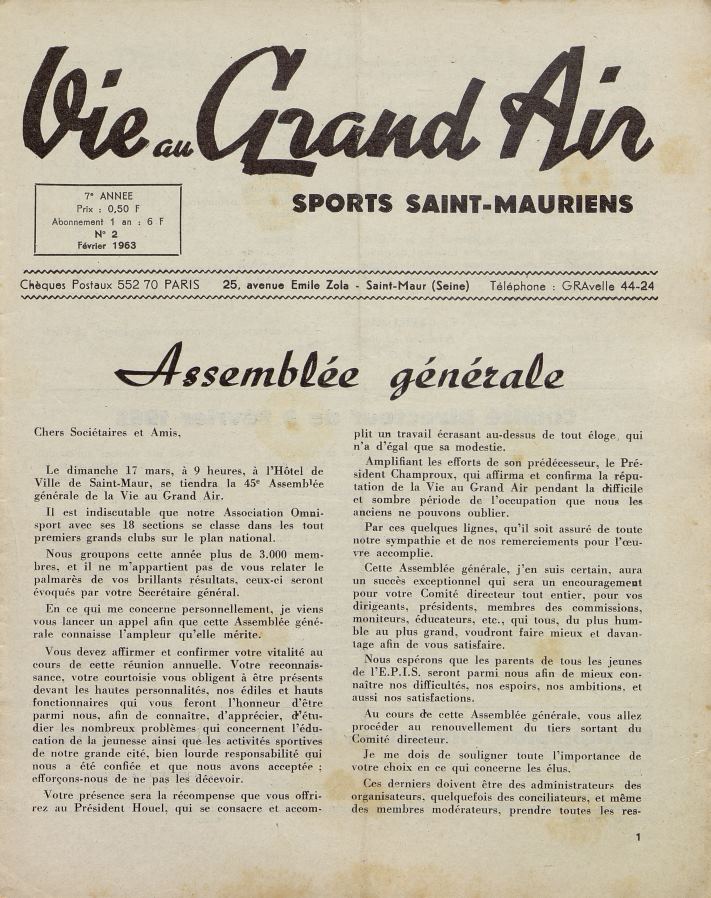 Vie au Grand Air
SPORTS SAINT-MAURIENS
7e ANNEE
Prix : 0,50 F
Abonnement 1 an : 6 F
N° 2
Février 1963
Chèques Postaux 552 70 PARIS 25, avenue Emile Zola - Saint-Maur (Seine) Téléphone : GRAvelle 44-24
Assemblée générale
Chers Sociétaires et Amis,
Le dimanche 17 mars, à 9 heures, à l'Hôtel de
Ville de Saint-Maur, se tiendra la 45e Assemblée
générale de la Vie au Grand Air.
Il est indiscutable que notre Association Omni-
sport avec ses 18 sections se classe dans les tout
premiers grands clubs sur le plan national.
Nous groupons cette année plus de 3.000 mem-
bres, et il ne m'appartient pas de vous relater le
palmarès de vos brillants résultats, ceux-ci seront
évoqués par votre Secrétaire général.
En ce qui me concerne personnellement, je viens
vous lancer un appel afin que cette Assemblée géné-
rale connaisse l'ampleur qu'elle mérite.
Vous devez affirmer et confirmer votre vitalité au
cours de cette réunion annuelle. Votre reconnais-
sance, votre courtoisie vous obligent à être présents
devant les hautes personnalités, nos édiles et hauts
fonctionnaires qui vous feront l'honneur d'être
parmi nous, afin de connaître, d'apprécier, d'étu-
dier les nombreux problèmes qui concernent l'édu-
cation de la jeunesse ainsi que les activités sportives
de notre grande cité, bien lourde responsabilité qui
nous a été confiée et que nous avons acceptée ;
efforçons-nous de ne pas les décevoir.
Votre présence sera la récompense que vous offri-
rez au Président Houel, qui se consacre et accom-
plit un travail écrasant au-dessus de tout éloge, qui
n'a d'égal que sa modestie.
Amplifiant les efforts de son prédécesseur, le Pré-
sident Champroux, qui affirma et confirma la répu-
tation de la Vie au Grand Air pendant la difficile
et sombre période de l'occupation que nous les
anciens ne pouvons oublier.
Par ces quelques lignes, qu'il soit assuré de toute
notre sympathie et de nos remerciements pour l'œu-
vre accomplie.
Cette Assemblée générale, j'en suis certain, aura
un succès exceptionnel qui sera un encouragement
pour votre Comité directeur tout entier, pour vos
dirigeants, présidents, membres des commissions,
moniteurs, éducateurs, etc., qui tous, du plus hum-
ble au plus grand, voudront faire mieux et davan-
tage afin de vous satisfaire.
Nous espérons que les parents de tous les jeunes
de l'E.P.I.S. seront parmi nous afin de mieux con-
naître nos difficultés, nos espoirs, nos ambitions, et
aussi nos satisfactions.
Au cours de cette Assemblée générale, vous allez
procéder au renouvellement du tiers sortant du
Comité directeur.
Je me dois de souligner toute l'importance de
votre choix en ce qui concerne les élus.
Ces derniers doivent être des administrateurs des
organisateurs, quelquefois des conciliateurs, et même
des membres modérateurs, prendre toutes les res-
1